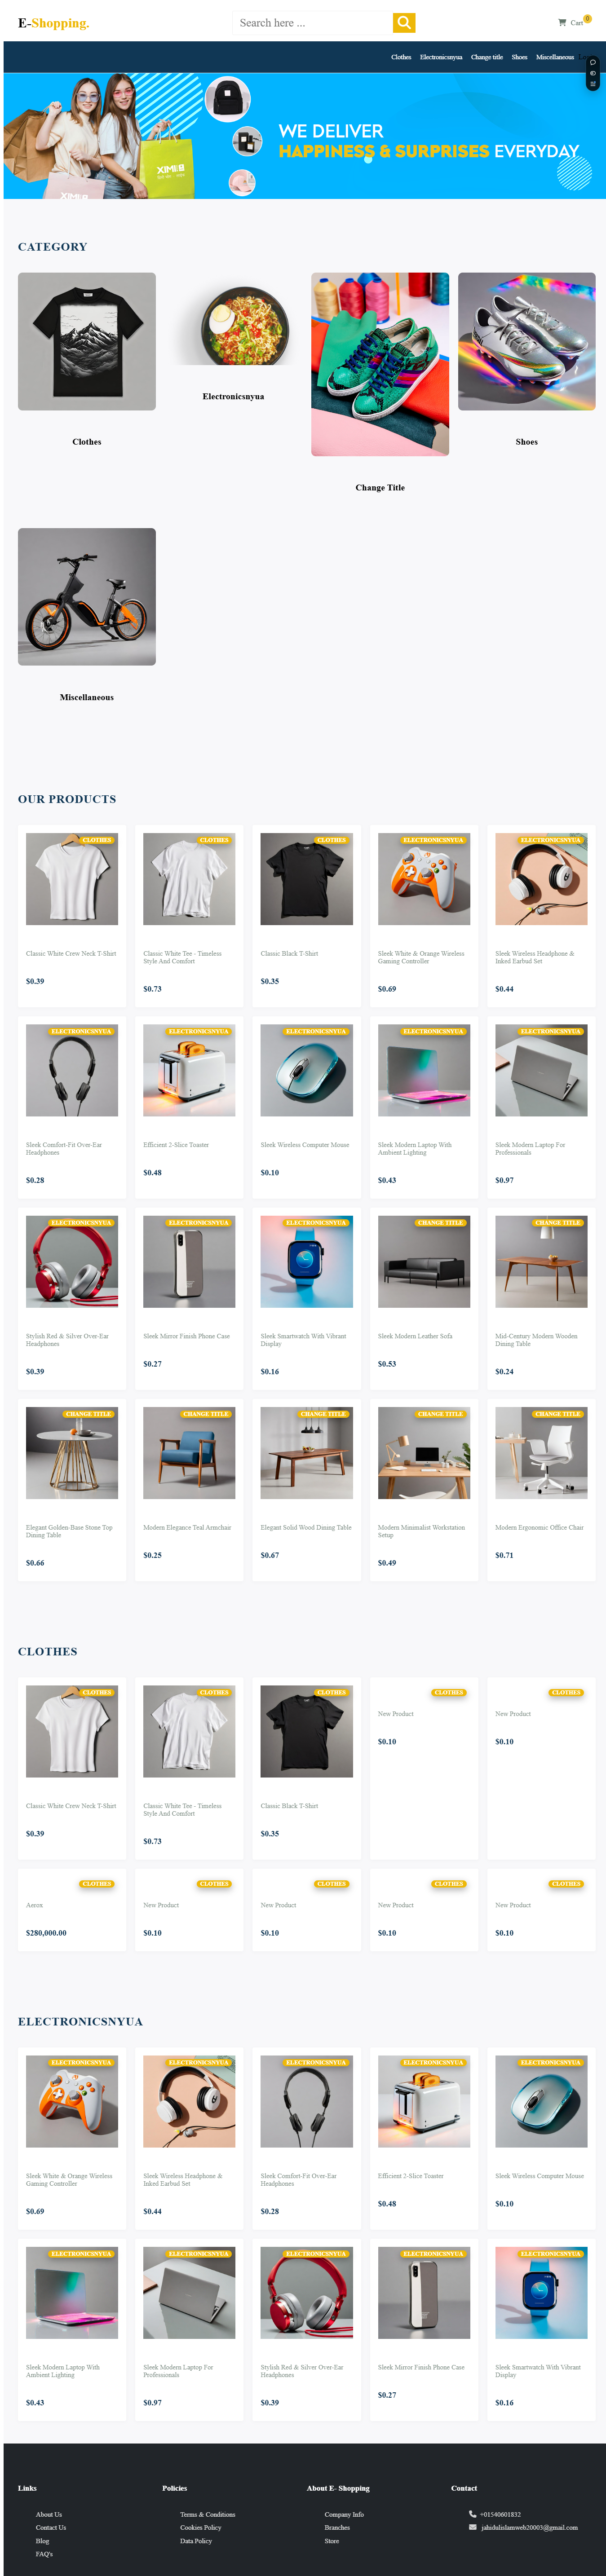 E-Shopping.
Search here ...
Cart
0
Clothes Electronicsnyua Change title Shoes Miscellaneous
WE DELIVER
HAPPINESS & SURPRISES EVERYDAY
CATEGORY
Clothes
Electronicsnyua
Change Title
Shoes
Miscellaneous
OUR PRODUCTS
CLOTHES
Classic White Crew Neck T-Shirt
$0.39
CLOTHES
Classic White Tee - Timeless
Style And Comfort
$0.73
CLOTHES
Classic Black T-Shirt
$0.35
ELECTRONICSNYUA
Sleek White & Orange Wireless
Gaming Controller
$0.69
ELECTRONICSNYUA
Sleek Wireless Headphone &
Inked Earbud Set
$0.44
ELECTRONICSNYUA
Sleek Comfort-Fit Over-Ear
Headphones
$0.28
ELECTRONICSNYUA
Efficient 2-Slice Toaster
$0.48
ELECTRONICSNYUA
Sleek Wireless Computer Mouse
$0.10
ELECTRONICSNYUA
Sleek Modern Laptop With
Ambient Lighting
$0.43
ELECTRONICSNYUA
Sleek Modern Laptop For
Professionals
$0.97
ELECTRONICSNYUA
Stylish Red & Silver Over-Ear
Headphones
$0.39
ELECTRONICSNYUA
Sleek Mirror Finish Phone Case
$0.27
ELECTRONICSNYUA
Sleek Smartwatch With Vibrant
Display
$0.16
CHANGE TITLE
Sleek Modern Leather Sofa
$0.53
CHANGE TITLE
Mid-Century Modern Wooden
Dining Table
$0.24
CHANGE TITLE
Elegant Golden-Base Stone Top
Dining Table
$0.66
CHANGE TITLE
Modern Elegance Teal Armchair
$0.25
CHANGE TITLE
Elegant Solid Wood Dining Table
$0.67
CHANGE TITLE
Modern Minimalist Workstation
Setup
$0.49
CHANGE TITLE
Modern Ergonomic Office Chair
$0.71
CLOTHES
CLOTHES
Classic White Crew Neck T-Shirt
$0.39
CLOTHES
Classic White Tee - Timeless
Style And Comfort
$0.73
CLOTHES
Classic Black T-Shirt
$0.35
CLOTHES
New Product
$0.10
CLOTHES
New Product
$0.10
CLOTHES
Aerox
$280,000.00
CLOTHES
New Product
$0.10
CLOTHES
New Product
$0.10
CLOTHES
New Product
$0.10
CLOTHES
New Product
$0.10
ELECTRONICSNYUA
ELECTRONICSNYUA
Sleek White & Orange Wireless
Gaming Controller
$0.69
ELECTRONICSNYUA
Sleek Wireless Headphone &
Inked Earbud Set
$0.44
ELECTRONICSNYUA
Sleek Comfort-Fit Over-Ear
Headphones
$0.28
ELECTRONICSNYUA
Efficient 2-Slice Toaster
$0.48
ELECTRONICSNYUA
Sleek Wireless Computer Mouse
$0.10
ELECTRONICSNYUA
Sleek Modern Laptop With
Ambient Lighting
$0.43
ELECTRONICSNYUA
Sleek Modern Laptop For
Professionals
$0.97
ELECTRONICSNYUA
Stylish Red & Silver Over-Ear
Headphones
$0.39
ELECTRONICSNYUA
Sleek Mirror Finish Phone Case
$0.27
ELECTRONICSNYUA
Sleek Smartwatch With Vibrant
Display
$0.16
Links
About Us
Contact Us
Blog
FAQ's
Policies
Terms & Conditions
Cookies Policy
Data Policy
About E- Shopping
Company Info
Branches
Store
Contact
+01540601832
jahidulislamweb20003@gmail.com